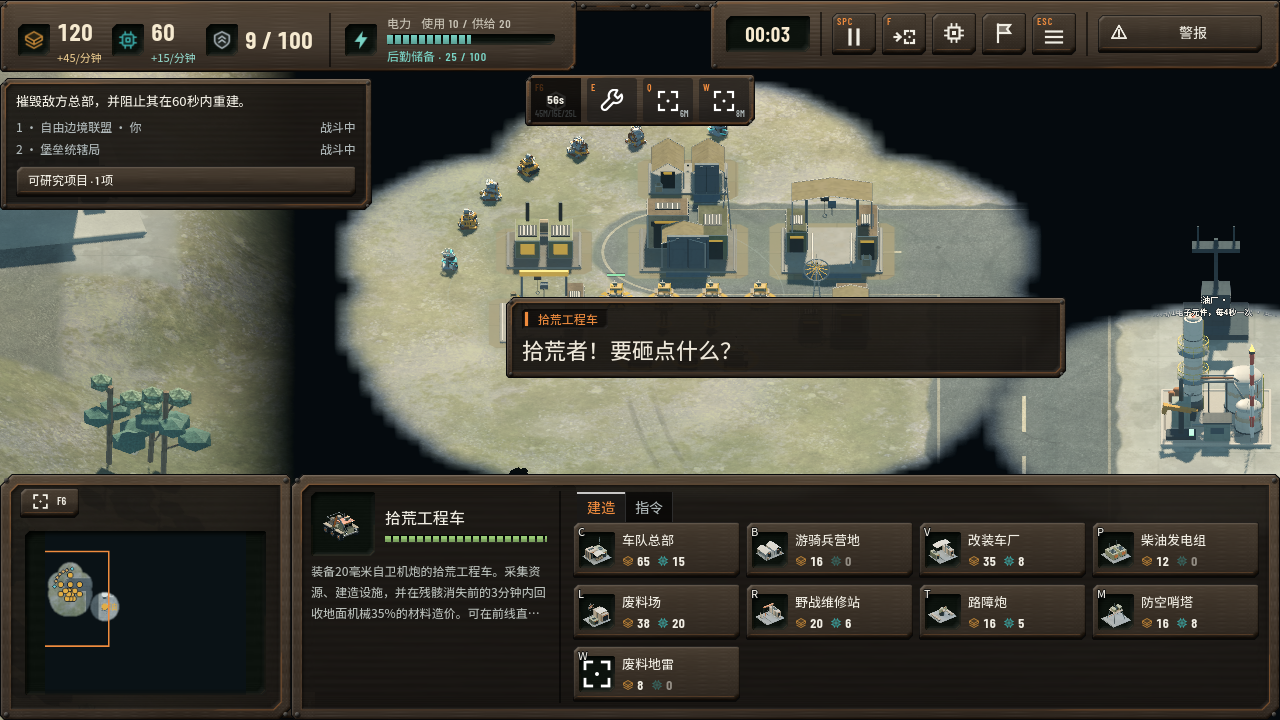 120
+45/分钟
60
+15/分钟
9 / 100
电力 使用 10 / 供给 20
后勤储备 · 25 / 100
00:03
SPC
F
ESC
警报
摧毁敌方总部，并阻止其在60秒内重建。
1 · 自由边境联盟 · 你 战斗中
2 · 堡垒统辖局 战斗中
可研究项目 · 1项
F6
56s
E
Q
6M
W
8M
拾荒工程车
拾荒者！要砸点什么？
F6
拾荒工程车
装备20毫米自卫机炮的拾荒工程车。采集资
源、建造设施，并在残骸消失前的3分钟内回
收地面机械35%的材料造价。可在前线直…
建造 指令
C 车队总部 65 15
B 游骑兵营地 16 0
V 改装车厂 35 8
P 柴油发电组 12 0
L 废料场 38 20
R 野战维修站 20 6
T 路障炮 16 5
M 防空哨塔 16 8
W 废料地雷 8 0